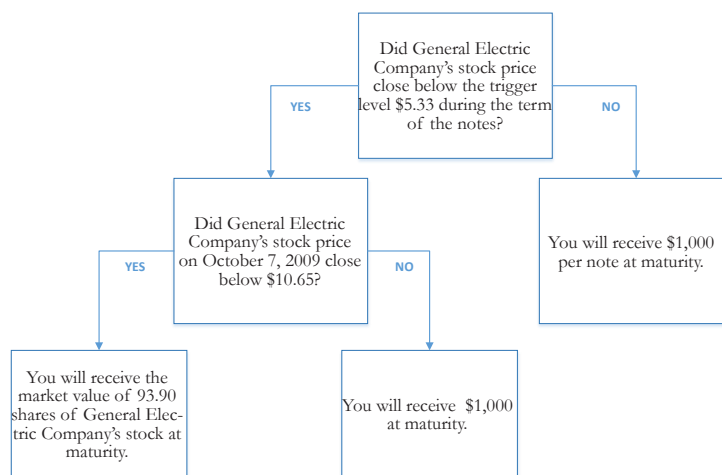 Did General Electric
Company's stock price
close below the trigger
level $5.33 during the term
of the notes?
YES
NO
Did General Electric
Company's stock price
on October 7, 2009 close
below $10.65?
You will receive $1,000
per note at maturity.
YES
NO
You will receive the
market value of 93.90
shares of General Elec-
tric Company's stock at
maturity.
You will receive $1,000
at maturity.